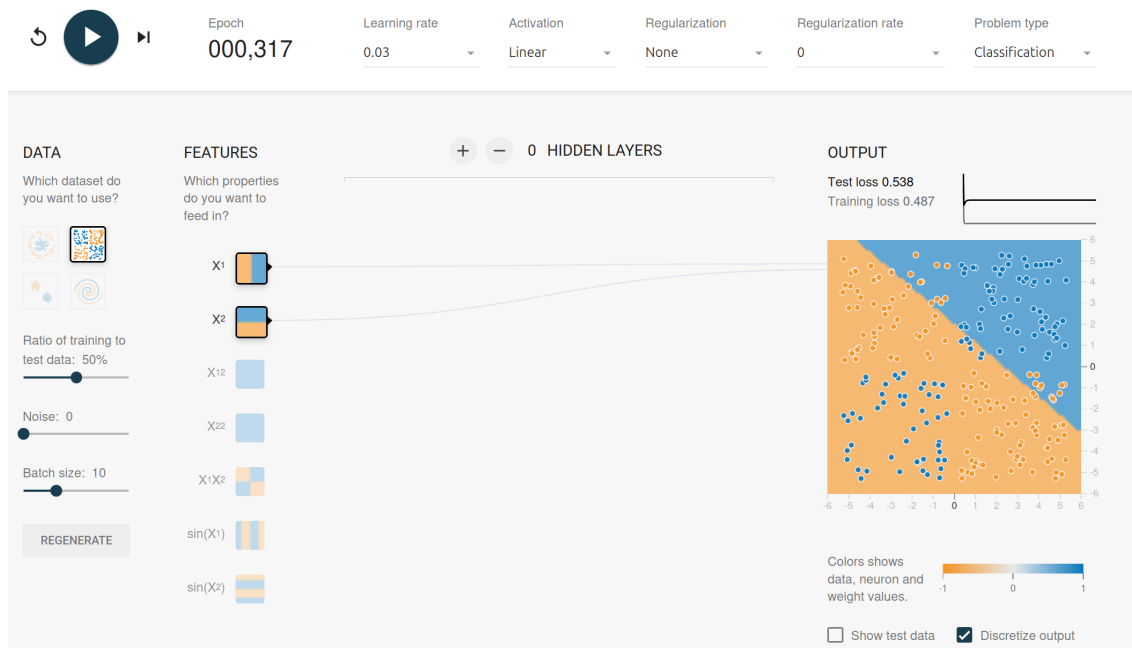 Epoch
000,317
Learning rate
0.03
Activation
Linear
Regularization
None
Regularization rate
0
Problem type
Classification
DATA
Which dataset do
you want to use?
Ratio of training to
test data: 50%
Noise: 0
Batch size: 10
REGENERATE
FEATURES
Which properties
do you want to
feed in?
X1
X2
X12
X22
X1X2
sin(X1)
sin(X2)
+ − 0 HIDDEN LAYERS
OUTPUT
Test loss 0.538
Training loss 0.487
6
5
4
3
2
1
0
-1
-2
-3
-4
-5
-6
-6 -5 -4 -3 -2 -1 0 1 2 3 4 5 6
Colors shows
data, neuron and
weight values.
-1 0 1
Show test data
Discretize output